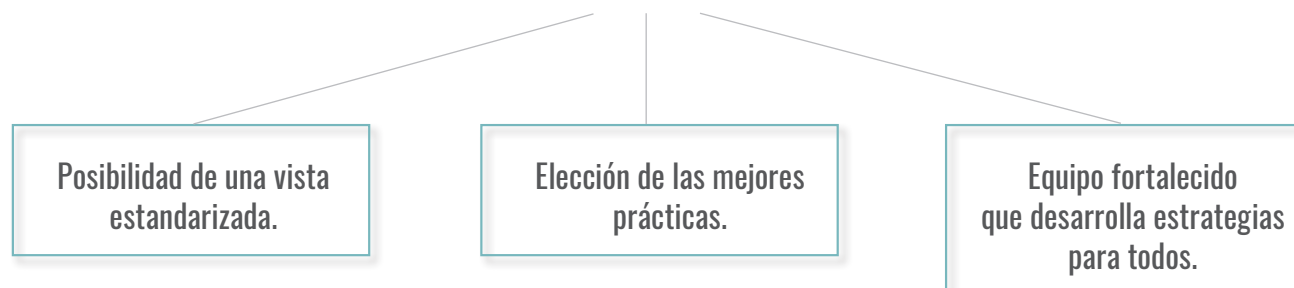 Posibilidad de una vista
estandarizada.
Elección de las mejores
prácticas.
Equipo fortalecido
que desarrolla estrategias
para todos.